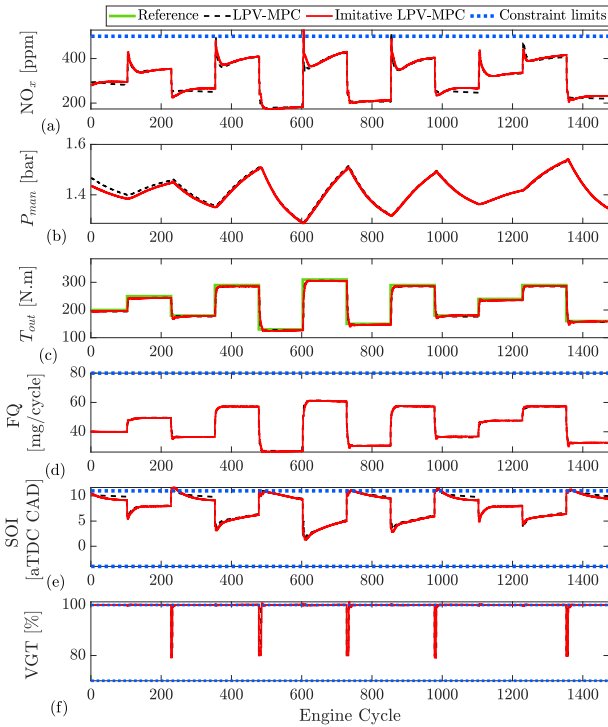 Reference LPV-MPC Imitative LPV-MPC Constraint limits
NOx [ppm]
400
200
0 200 400 600 800 1000 1200 1400
(a)
Pman [bar]
1.6
1.4
0 200 400 600 800 1000 1200 1400
(b)
Tout [N.m]
300
200
100
0 200 400 600 800 1000 1200 1400
(c)
FQ
[mg/cycle]
80
60
40
0 200 400 600 800 1000 1200 1400
(d)
SOI
[aTDC CAD]
10
5
0
0 200 400 600 800 1000 1200 1400
(e)
VGT [%]
100
80
0 200 400 600 800 1000 1200 1400
(f)
Engine Cycle